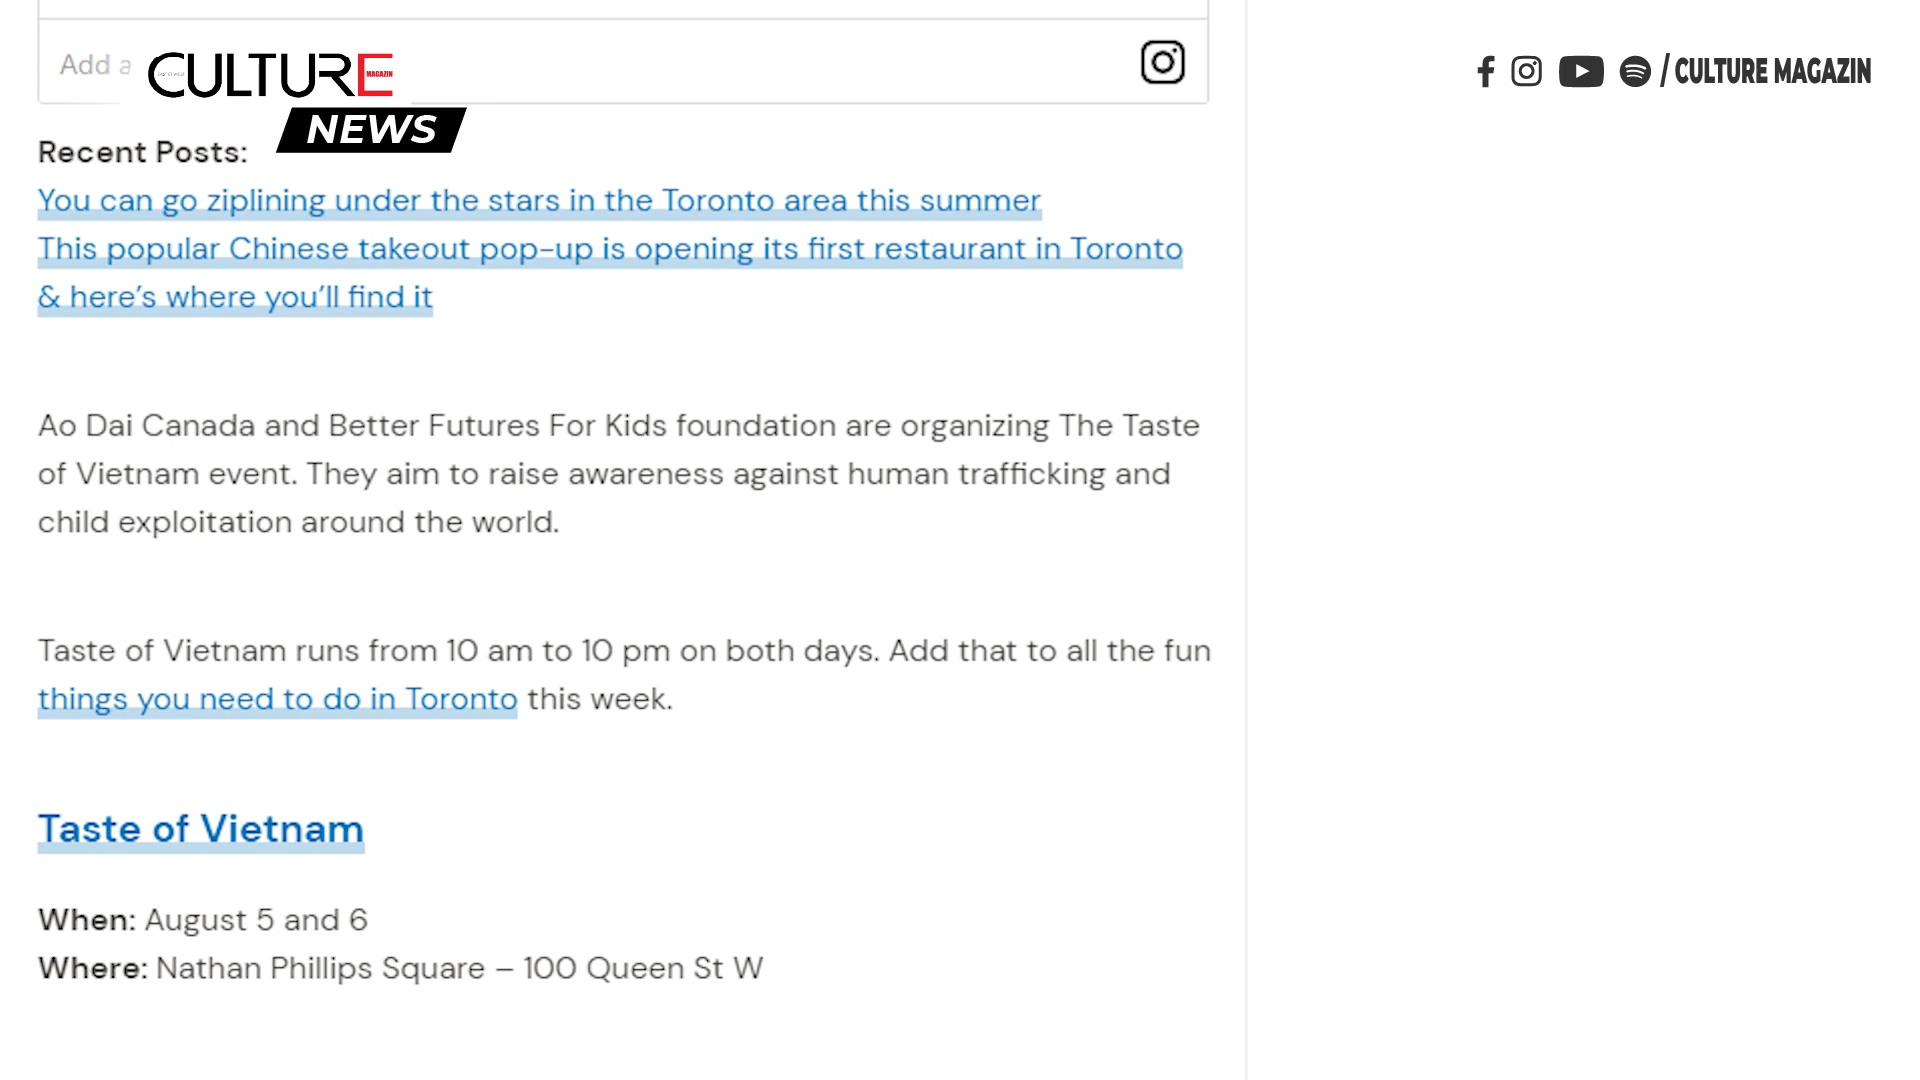 Add a
CULTURE
MAGAZIN
NEWS
/ CULTURE MAGAZIN
Recent Posts:
You can go ziplining under the stars in the Toronto area this summer
This popular Chinese takeout pop-up is opening its first restaurant in Toronto
& here’s where you’ll find it
Ao Dai Canada and Better Futures For Kids foundation are organizing The Taste
of Vietnam event. They aim to raise awareness against human trafficking and
child exploitation around the world.
Taste of Vietnam runs from 10 am to 10 pm on both days. Add that to all the fun
things you need to do in Toronto this week.
Taste of Vietnam
When: August 5 and 6
Where: Nathan Phillips Square – 100 Queen St W